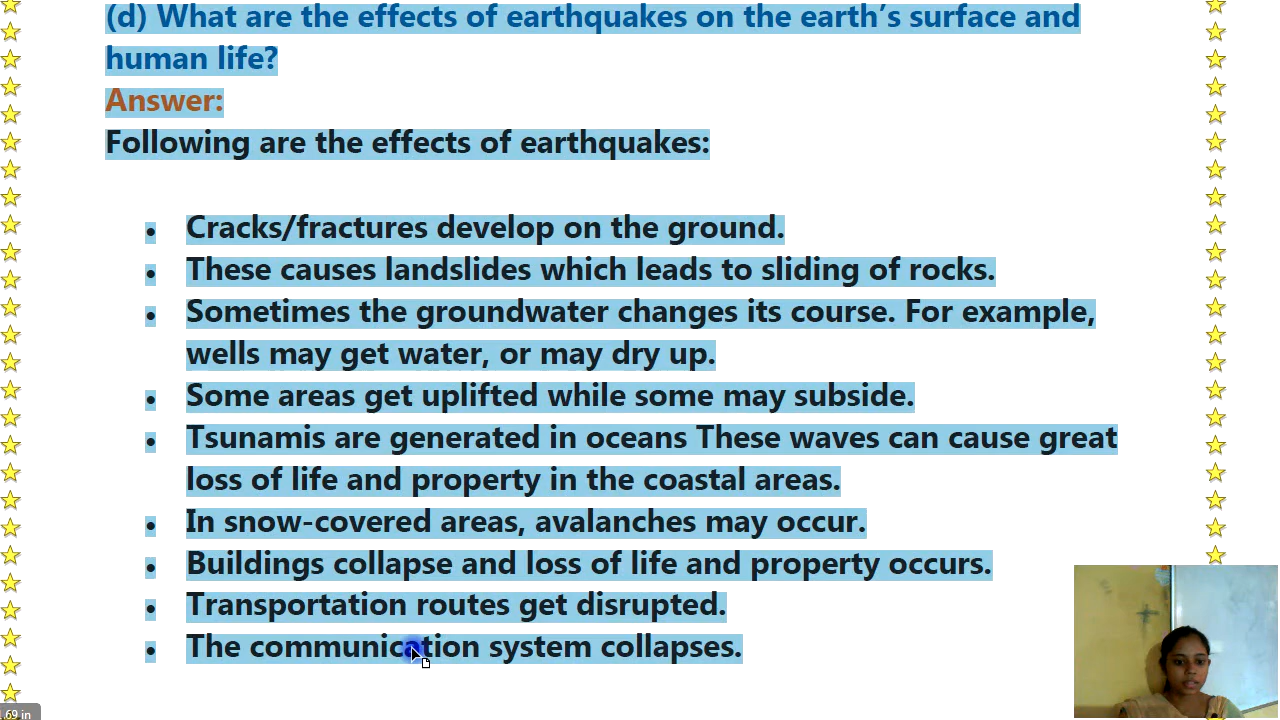 (d) What are the effects of earthquakes on the earth’s surface and
human life?
Answer:
Following are the effects of earthquakes:
• Cracks/fractures develop on the ground.
• These causes landslides which leads to sliding of rocks.
• Sometimes the groundwater changes its course. For example,
wells may get water, or may dry up.
• Some areas get uplifted while some may subside.
• Tsunamis are generated in oceans These waves can cause great
loss of life and property in the coastal areas.
• In snow-covered areas, avalanches may occur.
• Buildings collapse and loss of life and property occurs.
• Transportation routes get disrupted.
• The communication system collapses.
.69 in